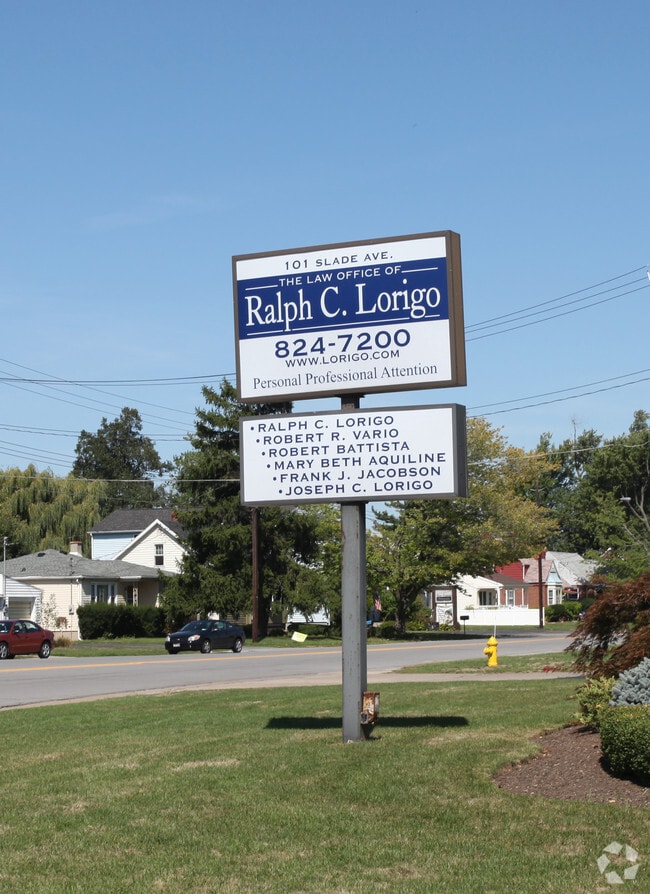 101 SLADE AVE.
THE LAW OFFICE OF
Ralph C. Lorigo
824-7200
WWW.LORIGO.COM
Personal Professional Attention
•RALPH C. LORIGO
•ROBERT R. VARIO
•ROBERT BATTISTA
•MARY BETH AQUILINE
•FRANK J. JACOBSON
•JOSEPH C. LORIGO